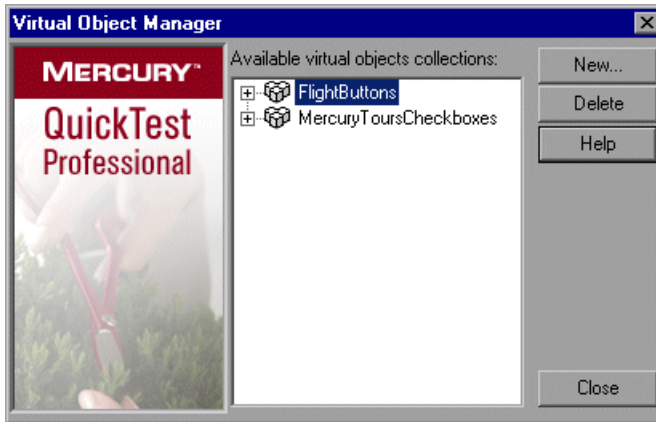 Virtual Object Manager
MERCURY™
QuickTest
Professional
Available virtual objects collections:
FlightButtons
MercuryToursCheckboxes
New...
Delete
Help
Close